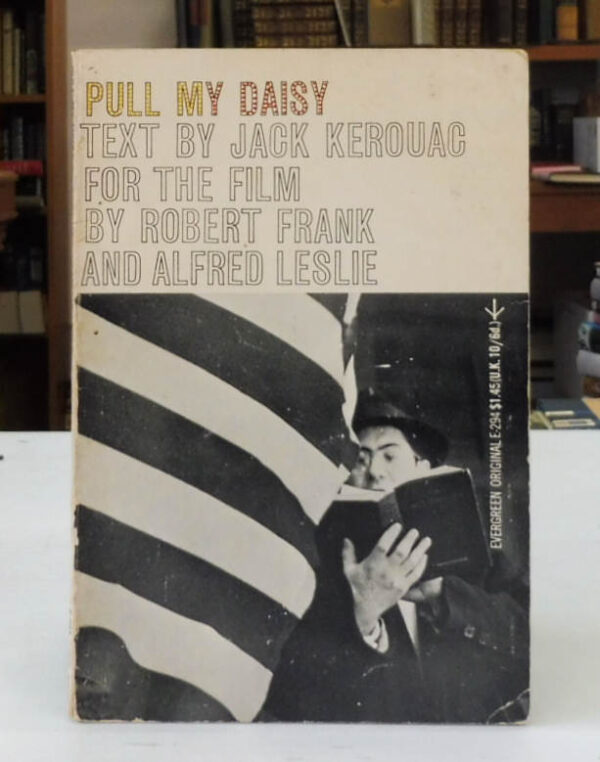 PULL MY DAISY
TEXT BY JACK KEROUAC
FOR THE FILM
BY ROBERT FRANK
AND ALFRED LESLIE
EVERGREEN ORIGINAL E-294 $1.45 (U.K. 10/6d.)